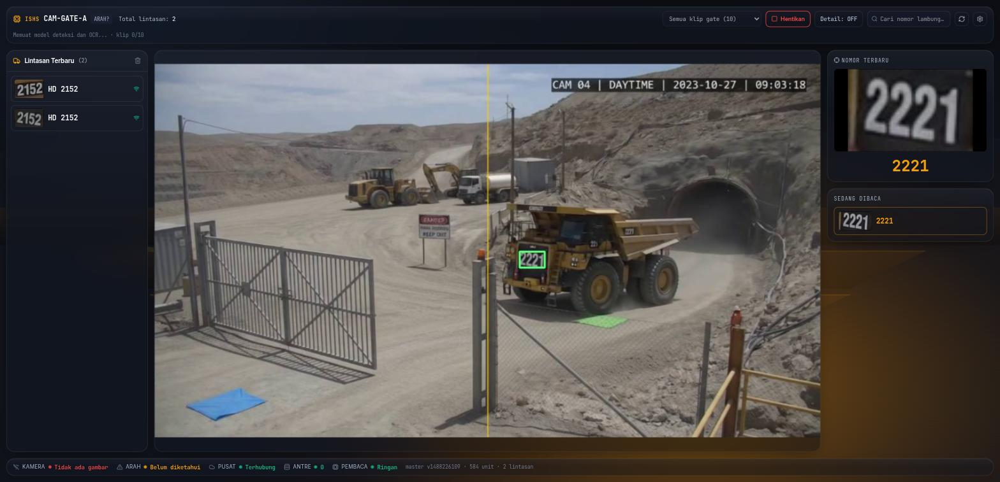 ISHS CAM-GATE-A ARAH? Total lintasan: 2
Semua klip gate (10)
Hentikan
Detail: OFF
Cari nomor lambung…
Memuat model deteksi dan OCR... · klip 0/10
Lintasan Terbaru (2)
2152 HD 2152
2152 HD 2152
CAM 04 | DAYTIME | 2023-10-27 | 09:03:18
DANGER
KEEP OUT
2221
221
2221
NOMOR TERBARU
2221
2221
SEDANG DIBACA
2221 2221
KAMERA Tidak ada gambar ARAH Belum diketahui PUSAT Terhubung ANTRE 0 PEMBACA Ringan master v1488226109 · 584 unit · 2 lintasan